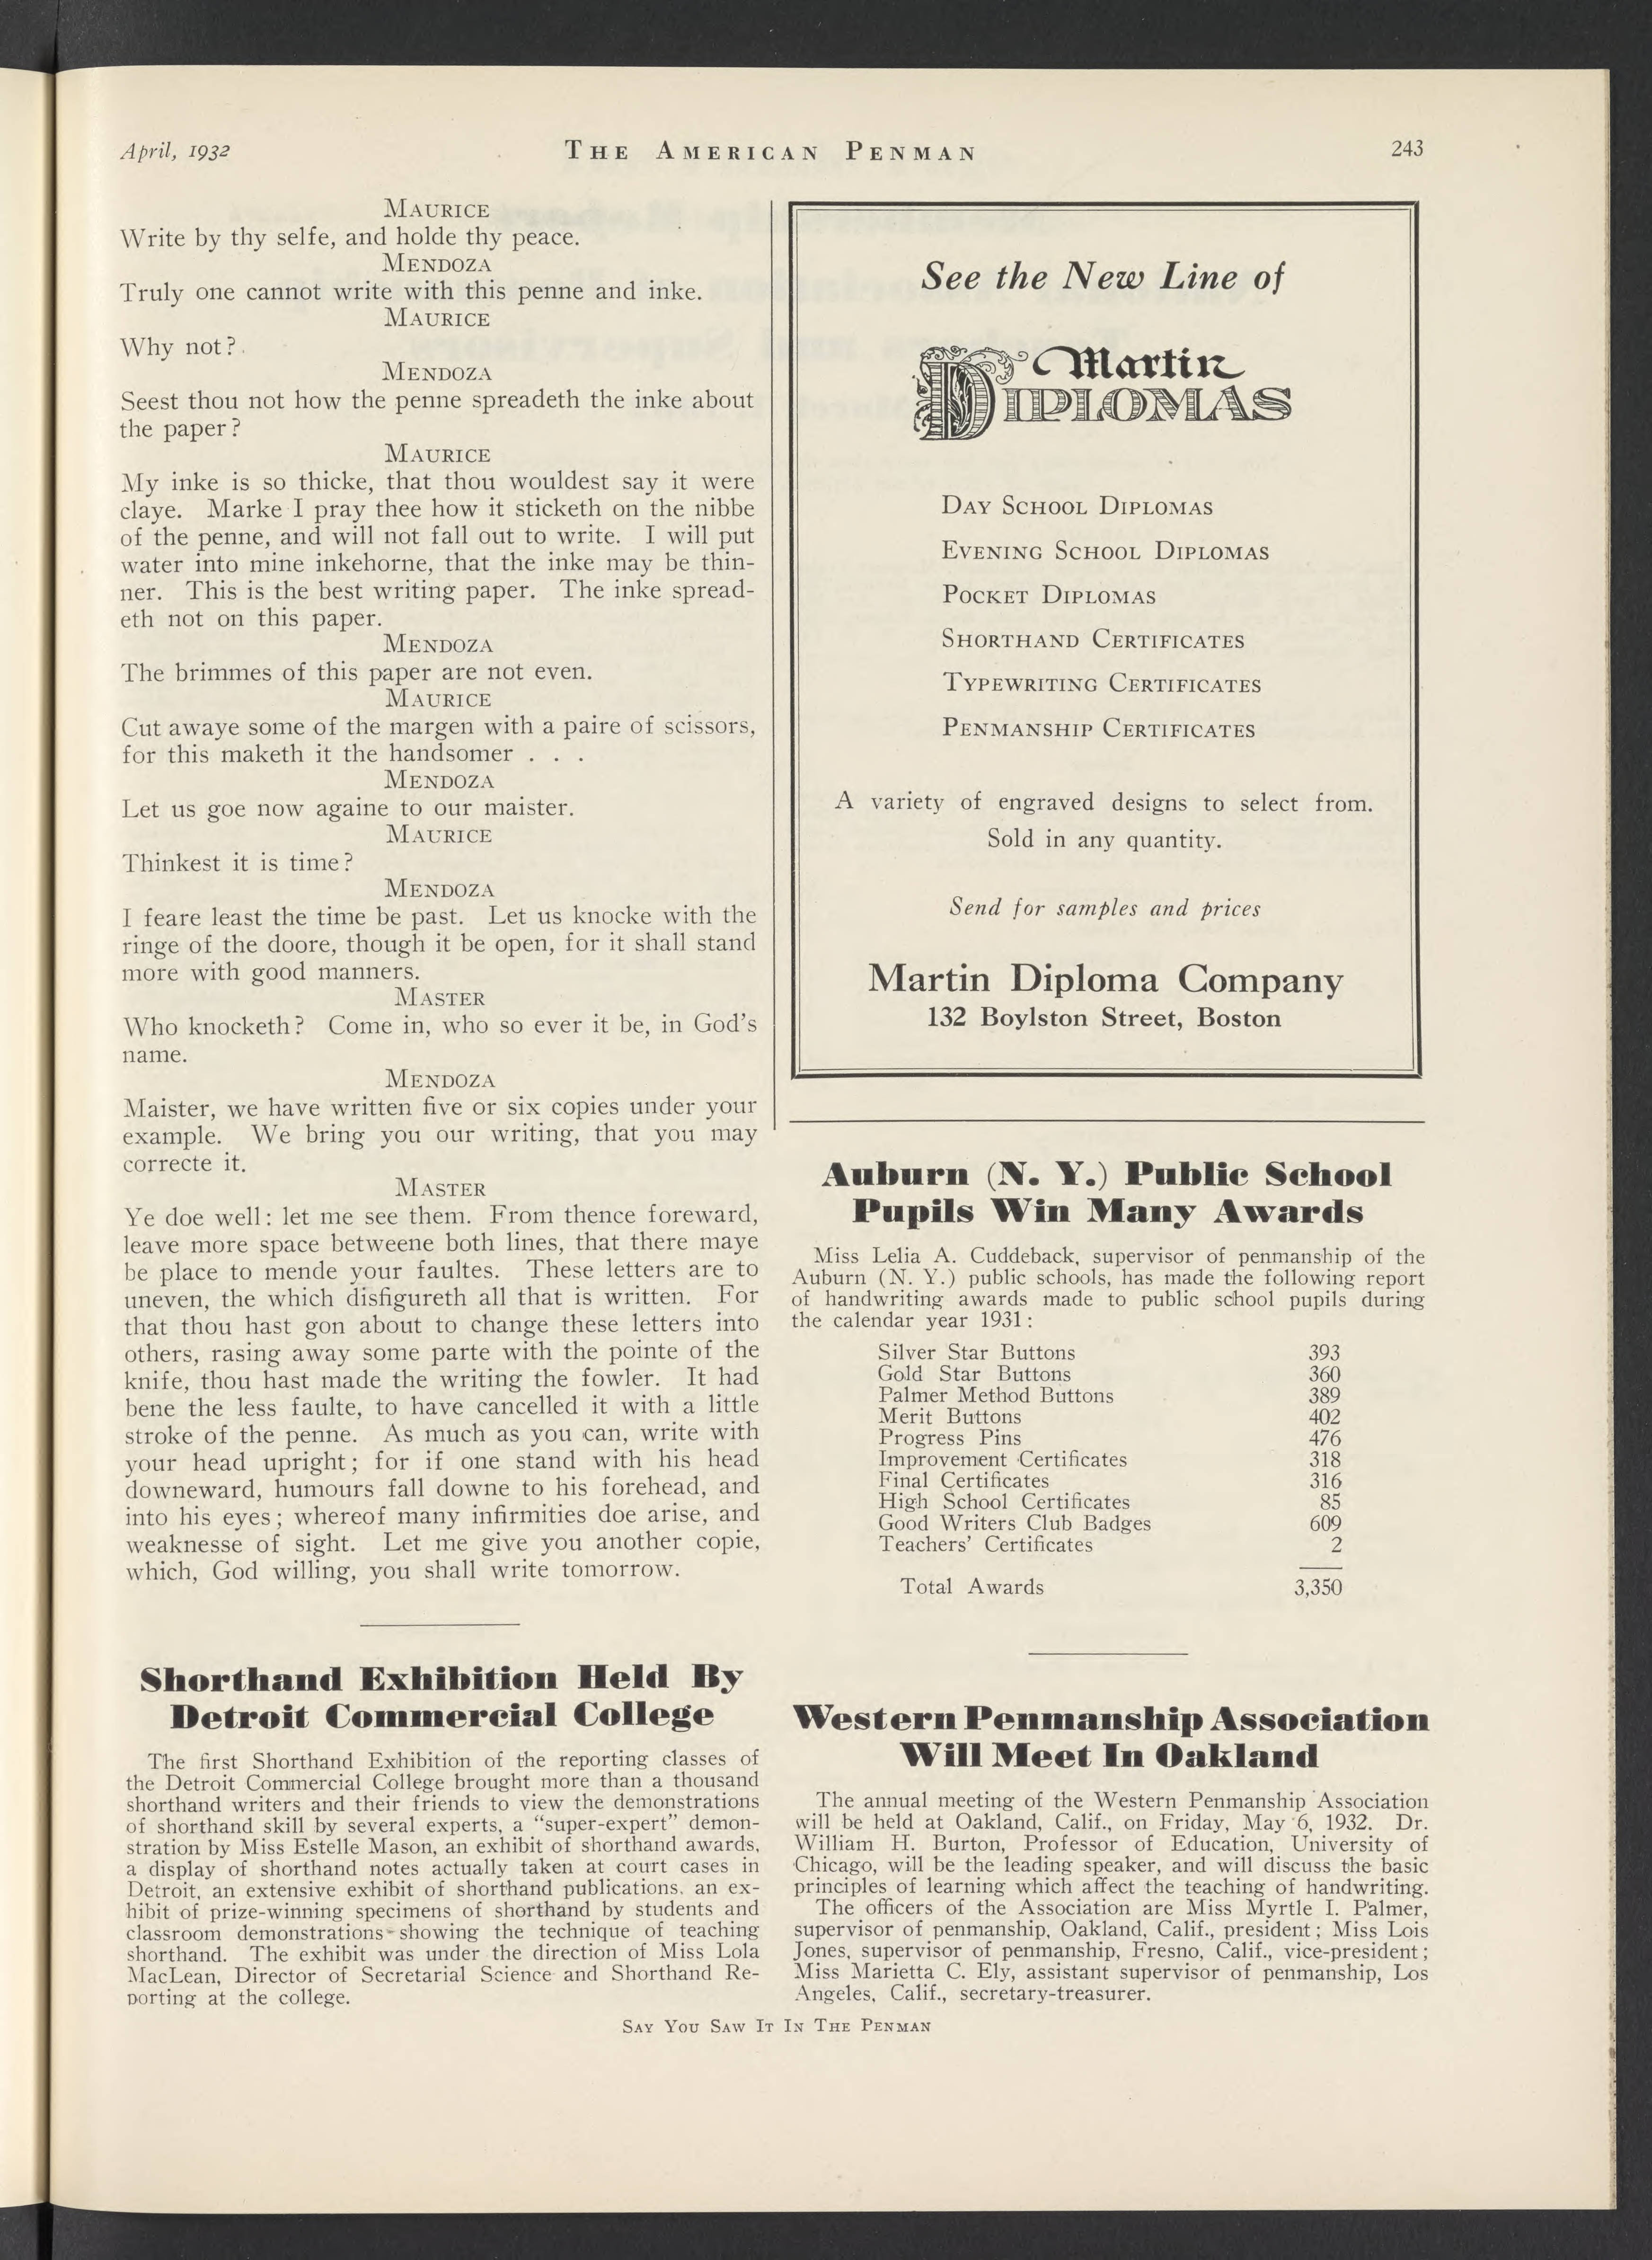 April, 1932
THE AMERICAN PENMAN
243
MAURICE
Write by thy selfe, and holde thy peace.
MENDOZA
Truly one cannot write with this penne and inke.
MAURICE
Why not?
MENDOZA
Seest thou not how the penne spreadeth the inke about
the paper?
MAURICE
My inke is so thicke, that thou wouldest say it were
claye. Marke I pray thee how it sticketh on the nibbe
of the penne, and will not fall out to write. I will put
water into mine inkehorne, that the inke may be thin-
ner. This is the best writing paper. The inke spread-
eth not on this paper.
MENDOZA
The brimmes of this paper are not even.
MAURICE
Cut awaye some of the margen with a paire of scissors,
for this maketh it the handsomer . . .
MENDOZA
Let us goe now againe to our maister.
MAURICE
Thinkest it is time?
MENDOZA
I feare least the time be past. Let us knocke with the
ringe of the doore, though it be open, for it shall stand
more with good manners.
MASTER
Who knocketh? Come in, who so ever it be, in God's
name.
MENDOZA
Maister, we have written five or six copies under your
example. We bring you our writing, that you may
correcte it.
MASTER
Ye doe well: let me see them. From thence foreward,
leave more space betweene both lines, that there maye
be place to mende your faultes. These letters are to
uneven, the which disfigureth all that is written. For
that thou hast gon about to change these letters into
others, rasing away some parte with the pointe of the
knife, thou hast made the writing the fowler. It had
bene the less faulte, to have cancelled it with a little
stroke of the penne. As much as you can, write with
your head upright; for if one stand with his head
downeward, humours fall downe to his forehead, and
into his eyes; whereof many infirmities doe arise, and
weaknesse of sight. Let me give you another copie,
which, God willing, you shall write tomorrow.
Shorthand Exhibition Held By
Detroit Commercial College
The first Shorthand Exhibition of the reporting classes of
the Detroit Commercial College brought more than a thousand
shorthand writers and their friends to view the demonstrations
of shorthand skill by several experts, a "super-expert" demon-
stration by Miss Estelle Mason, an exhibit of shorthand awards,
a display of shorthand notes actually taken at court cases in
Detroit, an extensive exhibit of shorthand publications, an ex-
hibit of prize-winning specimens of shorthand by students and
classroom demonstrations showing the technique of teaching
shorthand. The exhibit was under the direction of Miss Lola
MacLean, Director of Secretarial Science and Shorthand Re-
porting at the college.
See the New Line of
Martin
DIPLOMAS
DAY SCHOOL DIPLOMAS
EVENING SCHOOL DIPLOMAS
POCKET DIPLOMAS
SHORTHAND CERTIFICATES
TYPEWRITING CERTIFICATES
PENMANSHIP CERTIFICATES
A variety of engraved designs to select from.
Sold in any quantity.
Send for samples and prices
Martin Diploma Company
132 Boylston Street, Boston
Auburn (N. Y.) Public School
Pupils Win Many Awards
Miss Lelia A. Cuddeback, supervisor of penmanship of the
Auburn (N. Y.) public schools, has made the following report
of handwriting awards made to public school pupils during
the calendar year 1931:
Silver Star Buttons 393
Gold Star Buttons 360
Palmer Method Buttons 389
Merit Buttons 402
Progress Pins 476
Improvement Certificates 318
Final Certificates 316
High School Certificates 85
Good Writers Club Badges 609
Teachers' Certificates 2
Total Awards 3,350
Western Penmanship Association
Will Meet In Oakland
The annual meeting of the Western Penmanship Association
will be held at Oakland, Calif., on Friday, May 6, 1932. Dr.
William H. Burton, Professor of Education, University of
Chicago, will be the leading speaker, and will discuss the basic
principles of learning which affect the teaching of handwriting.
The officers of the Association are Miss Myrtle I. Palmer,
supervisor of penmanship, Oakland, Calif., president; Miss Lois
Jones, supervisor of penmanship, Fresno, Calif., vice-president;
Miss Marietta C. Ely, assistant supervisor of penmanship, Los
Angeles, Calif., secretary-treasurer.
SAY YOU SAW IT IN THE PENMAN